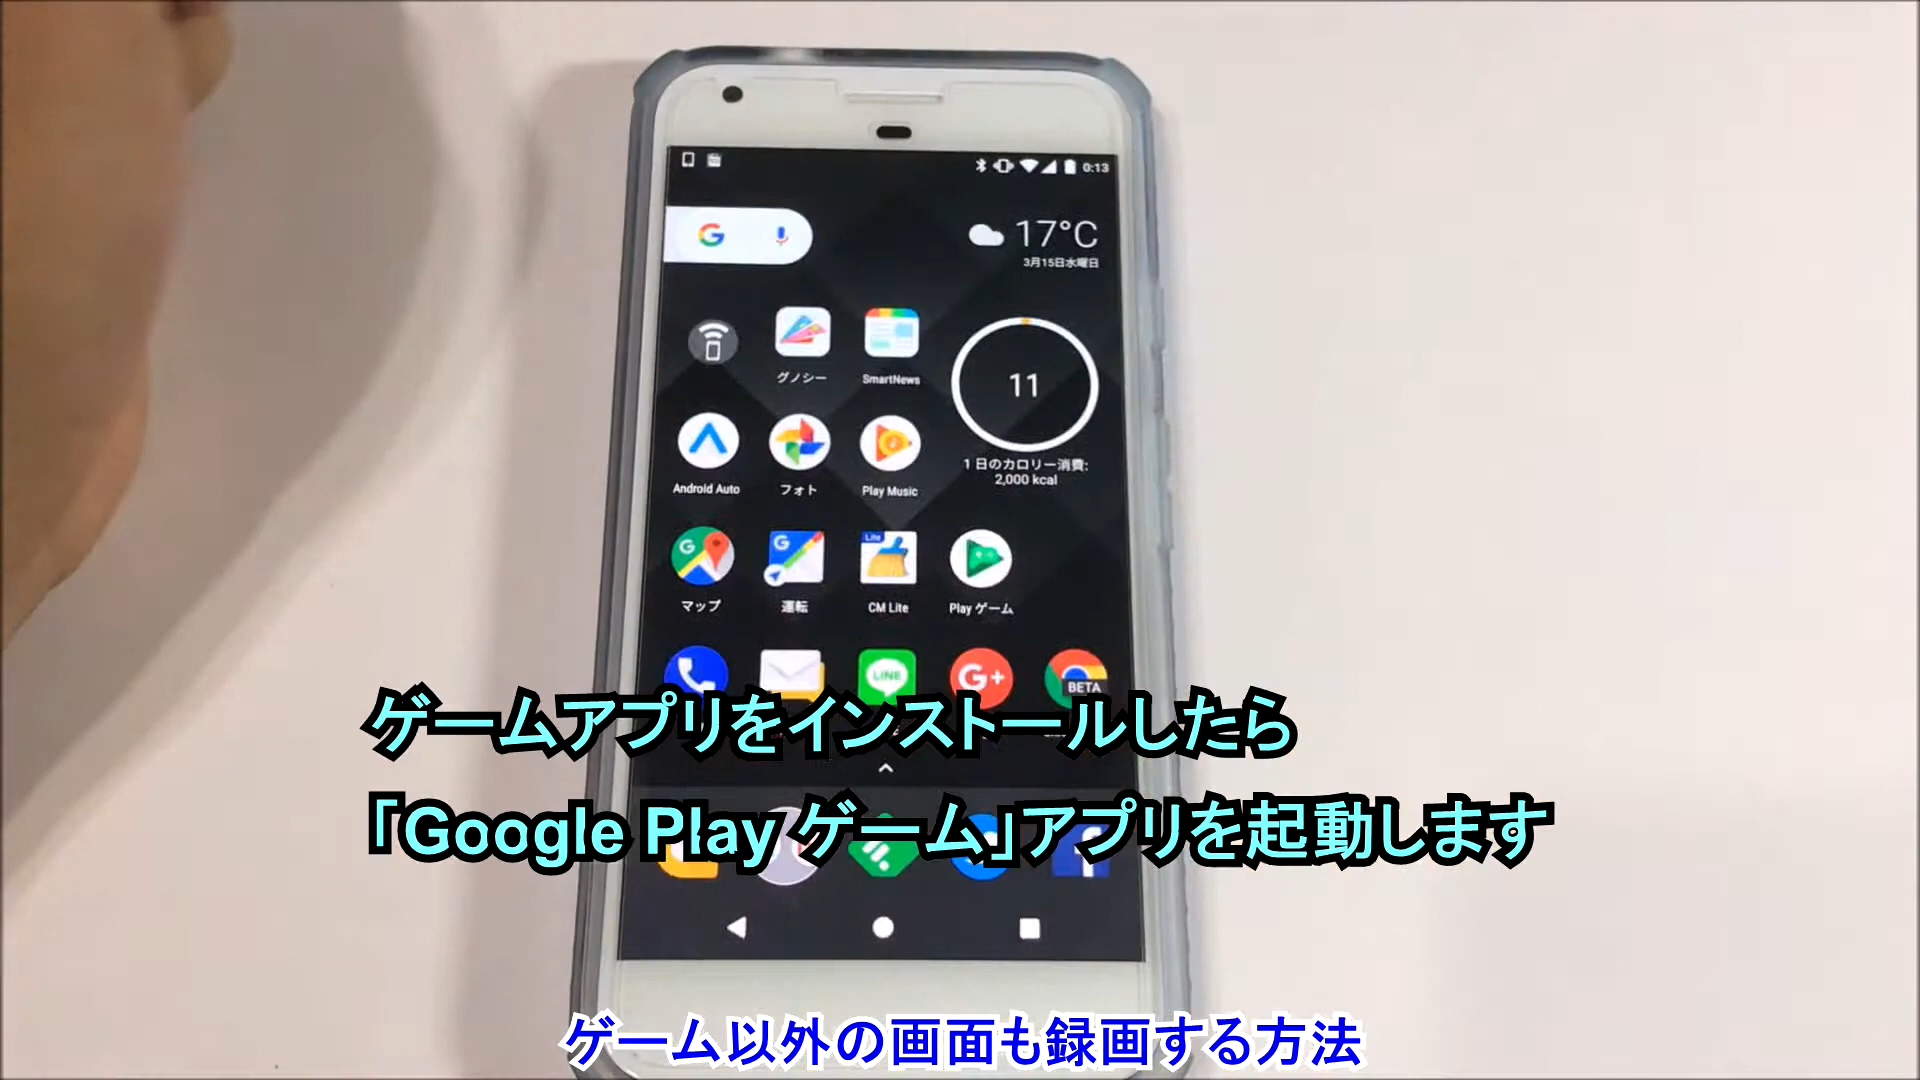 0:13
G
17°C
3月15日水曜日
グノシー
SmartNews
11
1 日のカロリー消費:
2,000 kcal
Android Auto
フォト
Play Music
G
G
Lite
マップ
運転
CM Lite
Play ゲーム
LINE
G+
BETA
ゲームアプリをインストールしたら
「Google Play ゲーム」アプリを起動します
f
ゲーム以外の画面も録画する方法